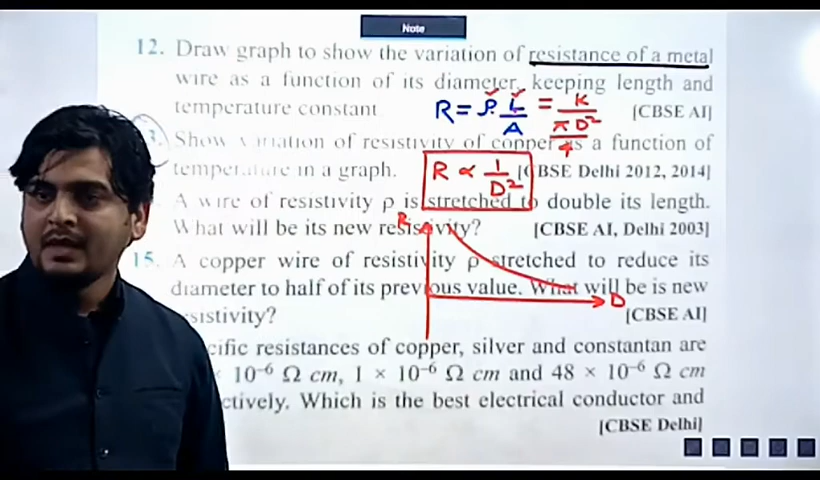 Note
12. Draw graph to show the variation of resistance of a metal
wire as a function of its diameter, keeping length and
temperature constant. [CBSE AI]
R = ρ L/A = K/(πD²/4)
Show variation of resistivity of copper as a function of
temperature in a graph. [CBSE Delhi 2012, 2014]
R ∝ 1/D²
A wire of resistivity ρ is stretched to double its length.
What will be its new resistivity? [CBSE AI, Delhi 2003]
R
15. A copper wire of resistivity ρ stretched to reduce its
diameter to half of its previous value. What will be is new
sistivity? [CBSE AI]
D
cific resistances of copper, silver and constantan are
10⁻⁶ Ω cm, 1 × 10⁻⁶ Ω cm and 48 × 10⁻⁶ Ω cm
ctively. Which is the best electrical conductor and
[CBSE Delhi]